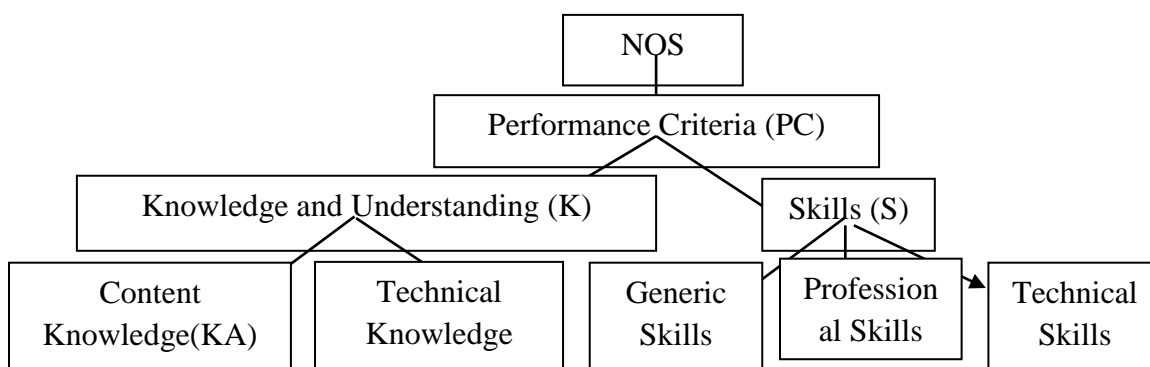 NOS
Performance Criteria (PC)
Knowledge and Understanding (K)
Skills (S)
Content
Knowledge(KA)
Technical
Knowledge
Generic
Skills
Profession
al Skills
Technical
Skills